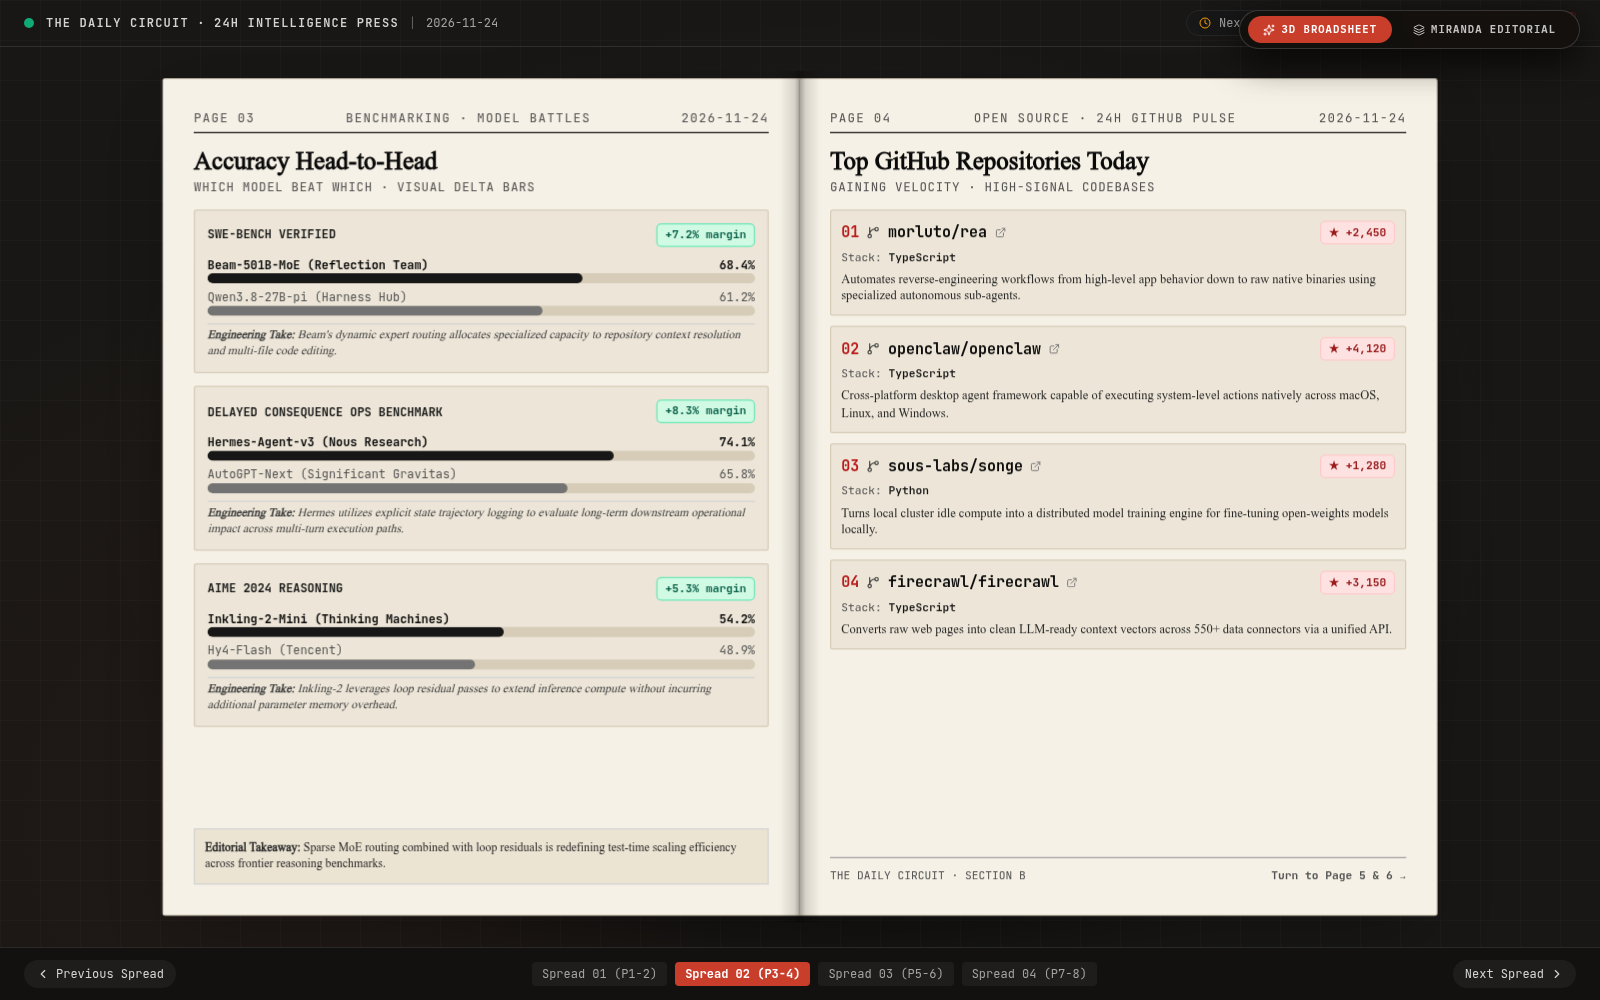 THE DAILY CIRCUIT · 24H INTELLIGENCE PRESS | 2026-11-24
3D BROADSHEET
MIRANDA EDITORIAL
PAGE 03
BENCHMARKING · MODEL BATTLES
2026-11-24
Accuracy Head-to-Head
WHICH MODEL BEAT WHICH · VISUAL DELTA BARS
SWE-BENCH VERIFIED
+7.2% margin
Beam-501B-MoE (Reflection Team)
68.4%
Qwen3.8-27B-pi (Harness Hub)
61.2%
Engineering Take: Beam's dynamic expert routing allocates specialized capacity to repository context resolution
and multi-file code editing.
DELAYED CONSEQUENCE OPS BENCHMARK
+8.3% margin
Hermes-Agent-v3 (Nous Research)
74.1%
AutoGPT-Next (Significant Gravitas)
65.8%
Engineering Take: Hermes utilizes explicit state trajectory logging to evaluate long-term downstream operational
impact across multi-turn execution paths.
AIME 2024 REASONING
+5.3% margin
Inkling-2-Mini (Thinking Machines)
54.2%
Hy4-Flash (Tencent)
48.9%
Engineering Take: Inkling-2 leverages loop residual passes to extend inference compute without incurring
additional parameter memory overhead.
Editorial Takeaway: Sparse MoE routing combined with loop residuals is redefining test-time scaling efficiency
across frontier reasoning benchmarks.
PAGE 04
OPEN SOURCE · 24H GITHUB PULSE
2026-11-24
Top GitHub Repositories Today
GAINING VELOCITY · HIGH-SIGNAL CODEBASES
01 morluto/rea
★ +2,450
Stack: TypeScript
Automates reverse-engineering workflows from high-level app behavior down to raw native binaries using
specialized autonomous sub-agents.
02 openclaw/openclaw
★ +4,120
Stack: TypeScript
Cross-platform desktop agent framework capable of executing system-level actions natively across macOS,
Linux, and Windows.
03 sous-labs/songe
★ +1,280
Stack: Python
Turns local cluster idle compute into a distributed model training engine for fine-tuning open-weights models
locally.
04 firecrawl/firecrawl
★ +3,150
Stack: TypeScript
Converts raw web pages into clean LLM-ready context vectors across 550+ data connectors via a unified API.
THE DAILY CIRCUIT · SECTION B
Turn to Page 5 & 6 →
Previous Spread
Spread 01 (P1-2)
Spread 02 (P3-4)
Spread 03 (P5-6)
Spread 04 (P7-8)
Next Spread